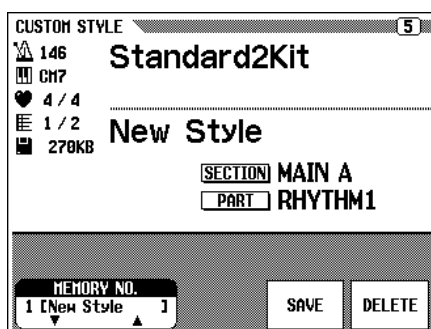 CUSTOM STYLE 5
146
CM7
4/4
1/2
270KB
Standard2Kit
New Style
SECTION MAIN A
PART RHYTHM1
MEMORY NO.
1 [New Style ]
SAVE
DELETE